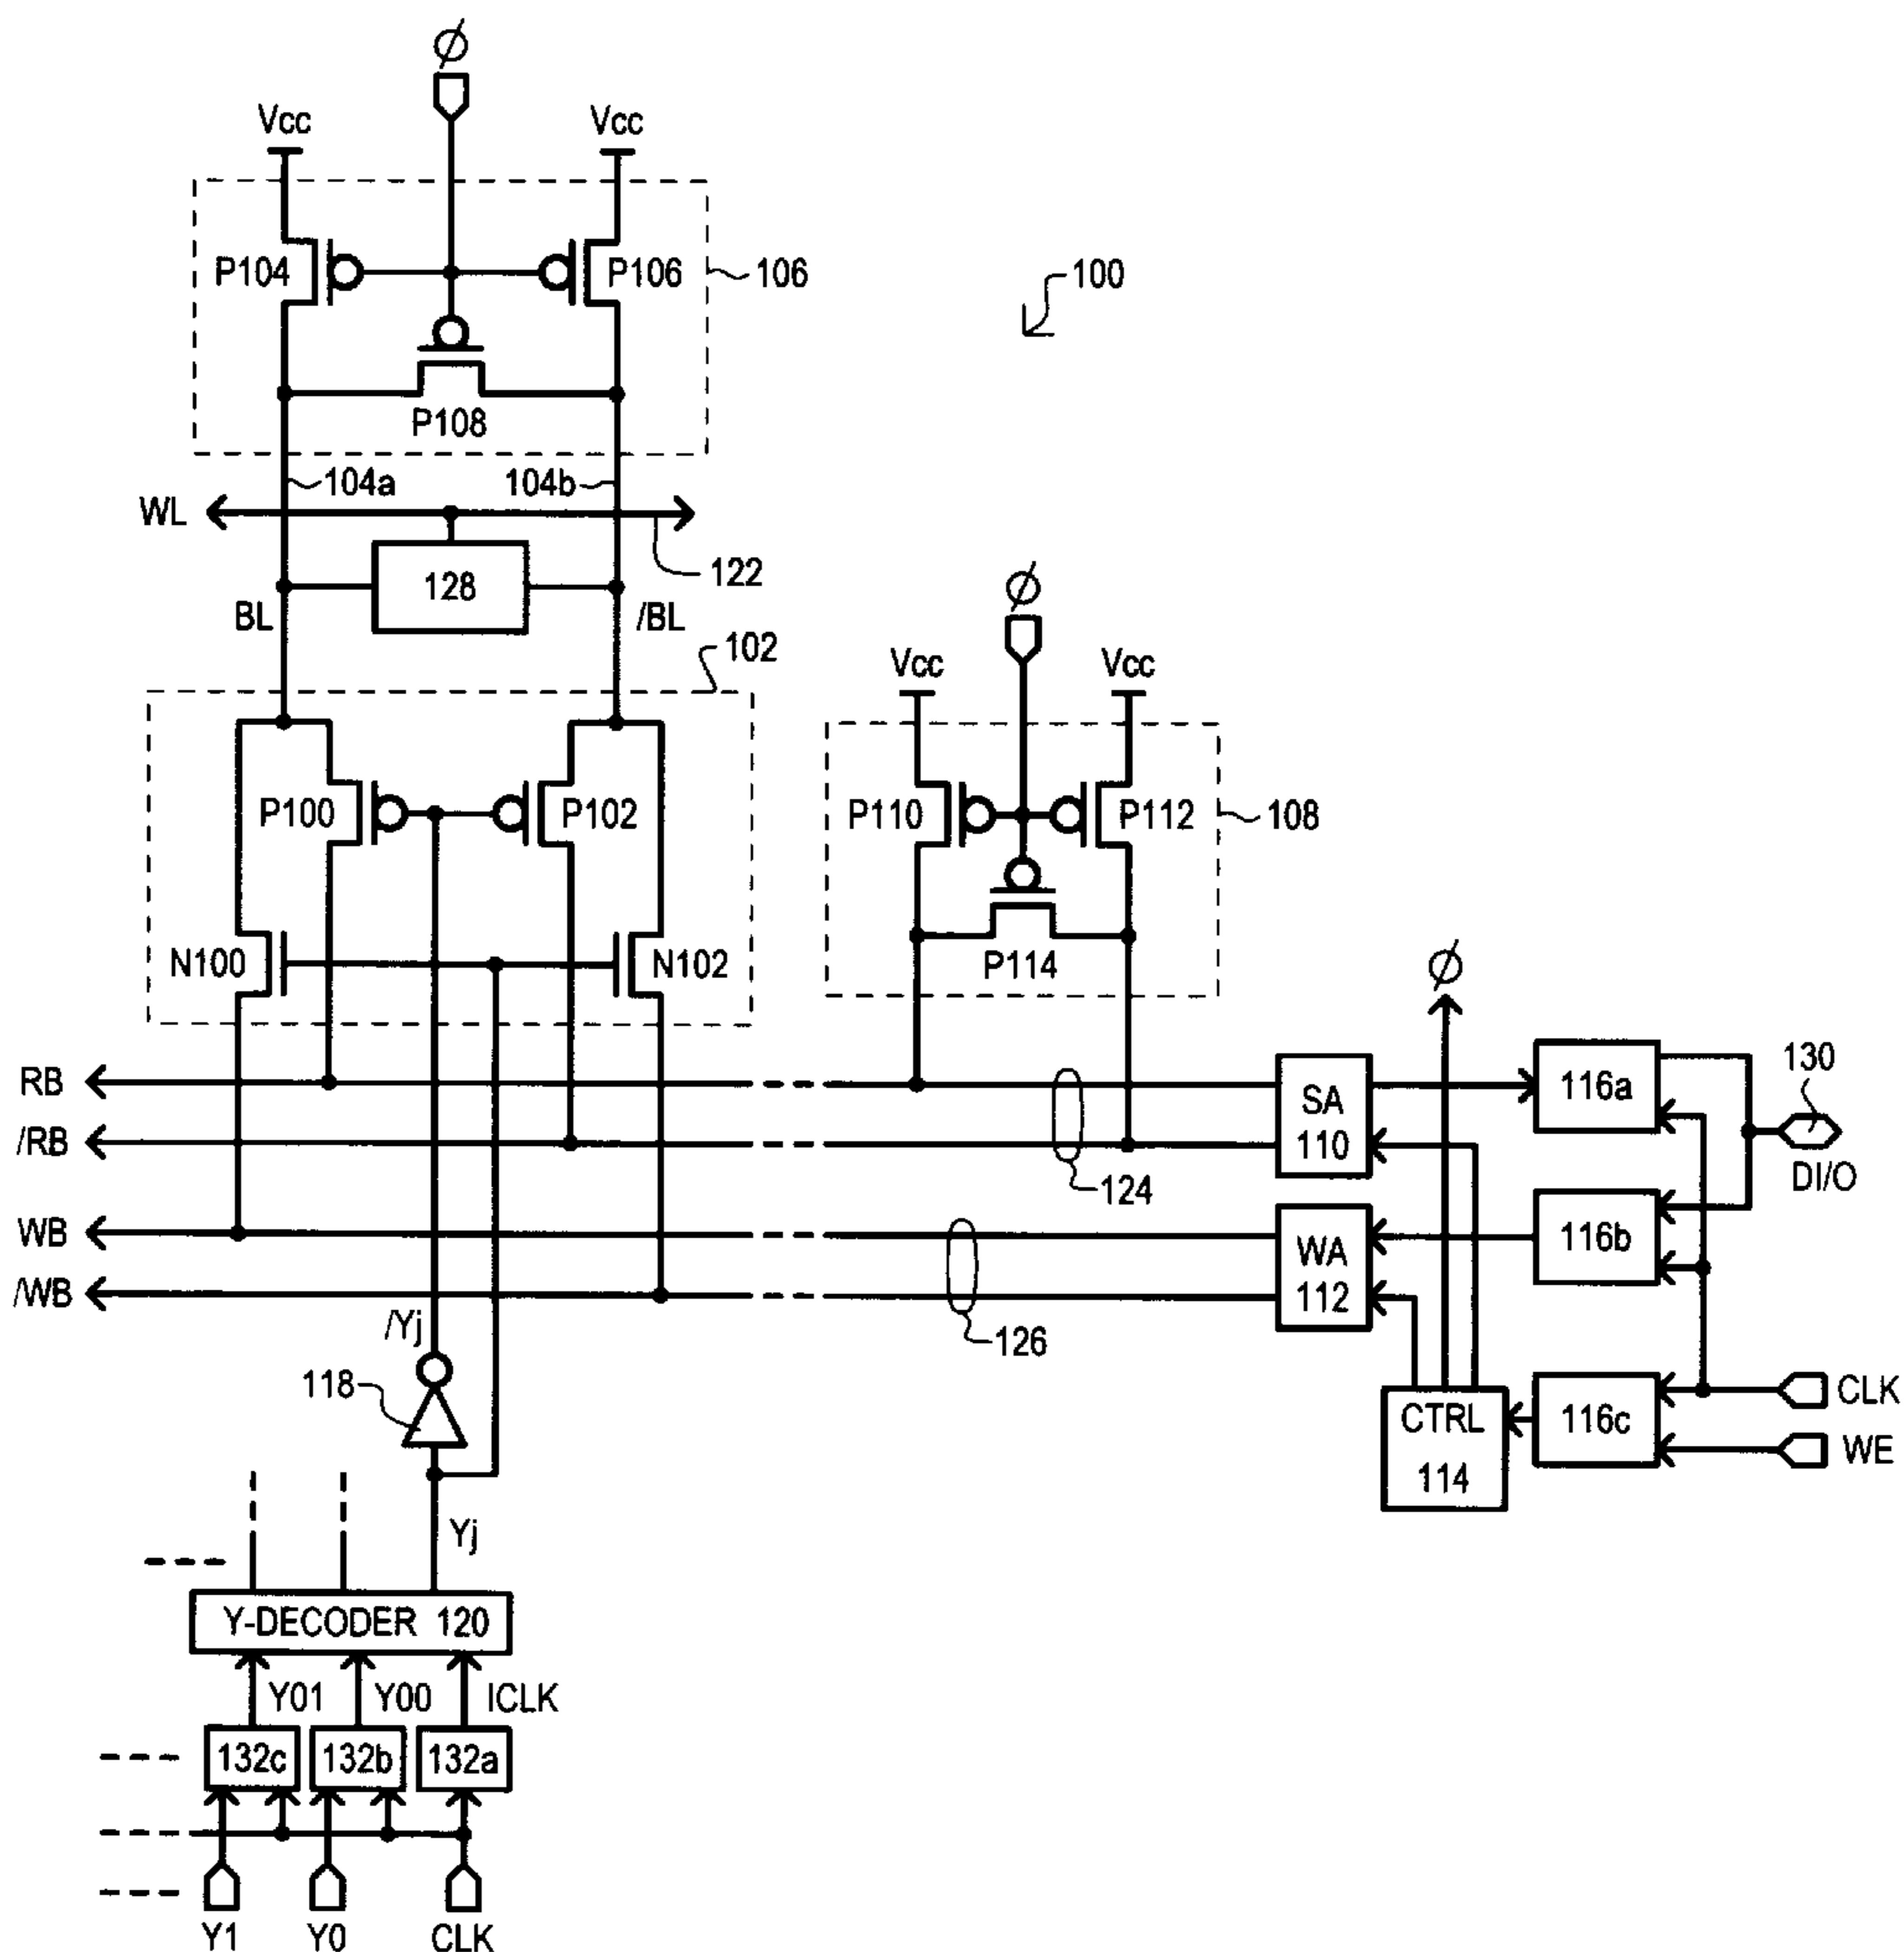 ϕ
Vcc Vcc
P104 P106 106
100
P108
104a 104b
WL
122
128
BL /BL
ϕ
102
Vcc Vcc
P100 P102 P110 P112 108
N100 N102 P114
ϕ
RB SA 110 116a 130
/RB DI/O
124
WB WA 112 116b
/WB
126
/Yj
118
CTRL 114 116c CLK
WE
Yj
Y-DECODER 120
Y01 Y00 ICLK
132c 132b 132a
Y1 Y0 CLK